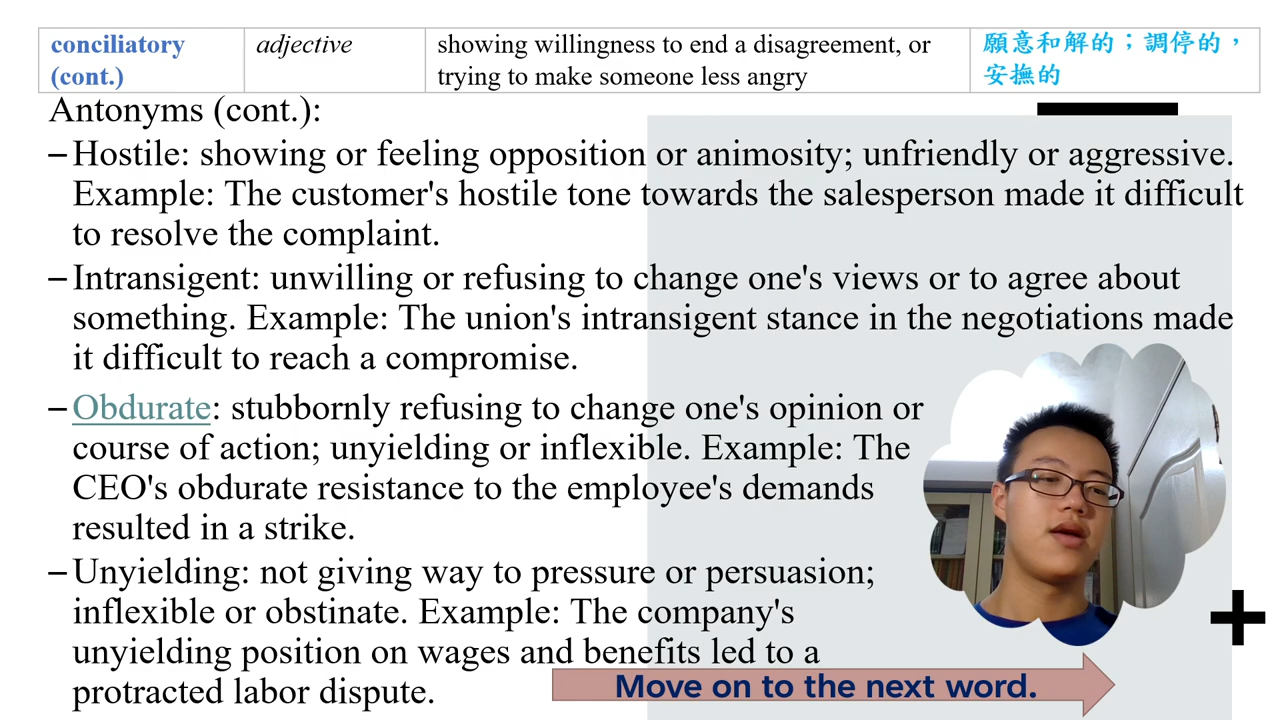 conciliatory (cont.)
adjective
showing willingness to end a disagreement, or
trying to make someone less angry
願意和解的；調停的，
安撫的
Antonyms (cont.):
–Hostile: showing or feeling opposition or animosity; unfriendly or aggressive.
Example: The customer's hostile tone towards the salesperson made it difficult
to resolve the complaint.
–Intransigent: unwilling or refusing to change one's views or to agree about
something. Example: The union's intransigent stance in the negotiations made
it difficult to reach a compromise.
–Obdurate: stubbornly refusing to change one's opinion or
course of action; unyielding or inflexible. Example: The
CEO's obdurate resistance to the employee's demands
resulted in a strike.
–Unyielding: not giving way to pressure or persuasion;
inflexible or obstinate. Example: The company's
unyielding position on wages and benefits led to a
protracted labor dispute.
Move on to the next word.